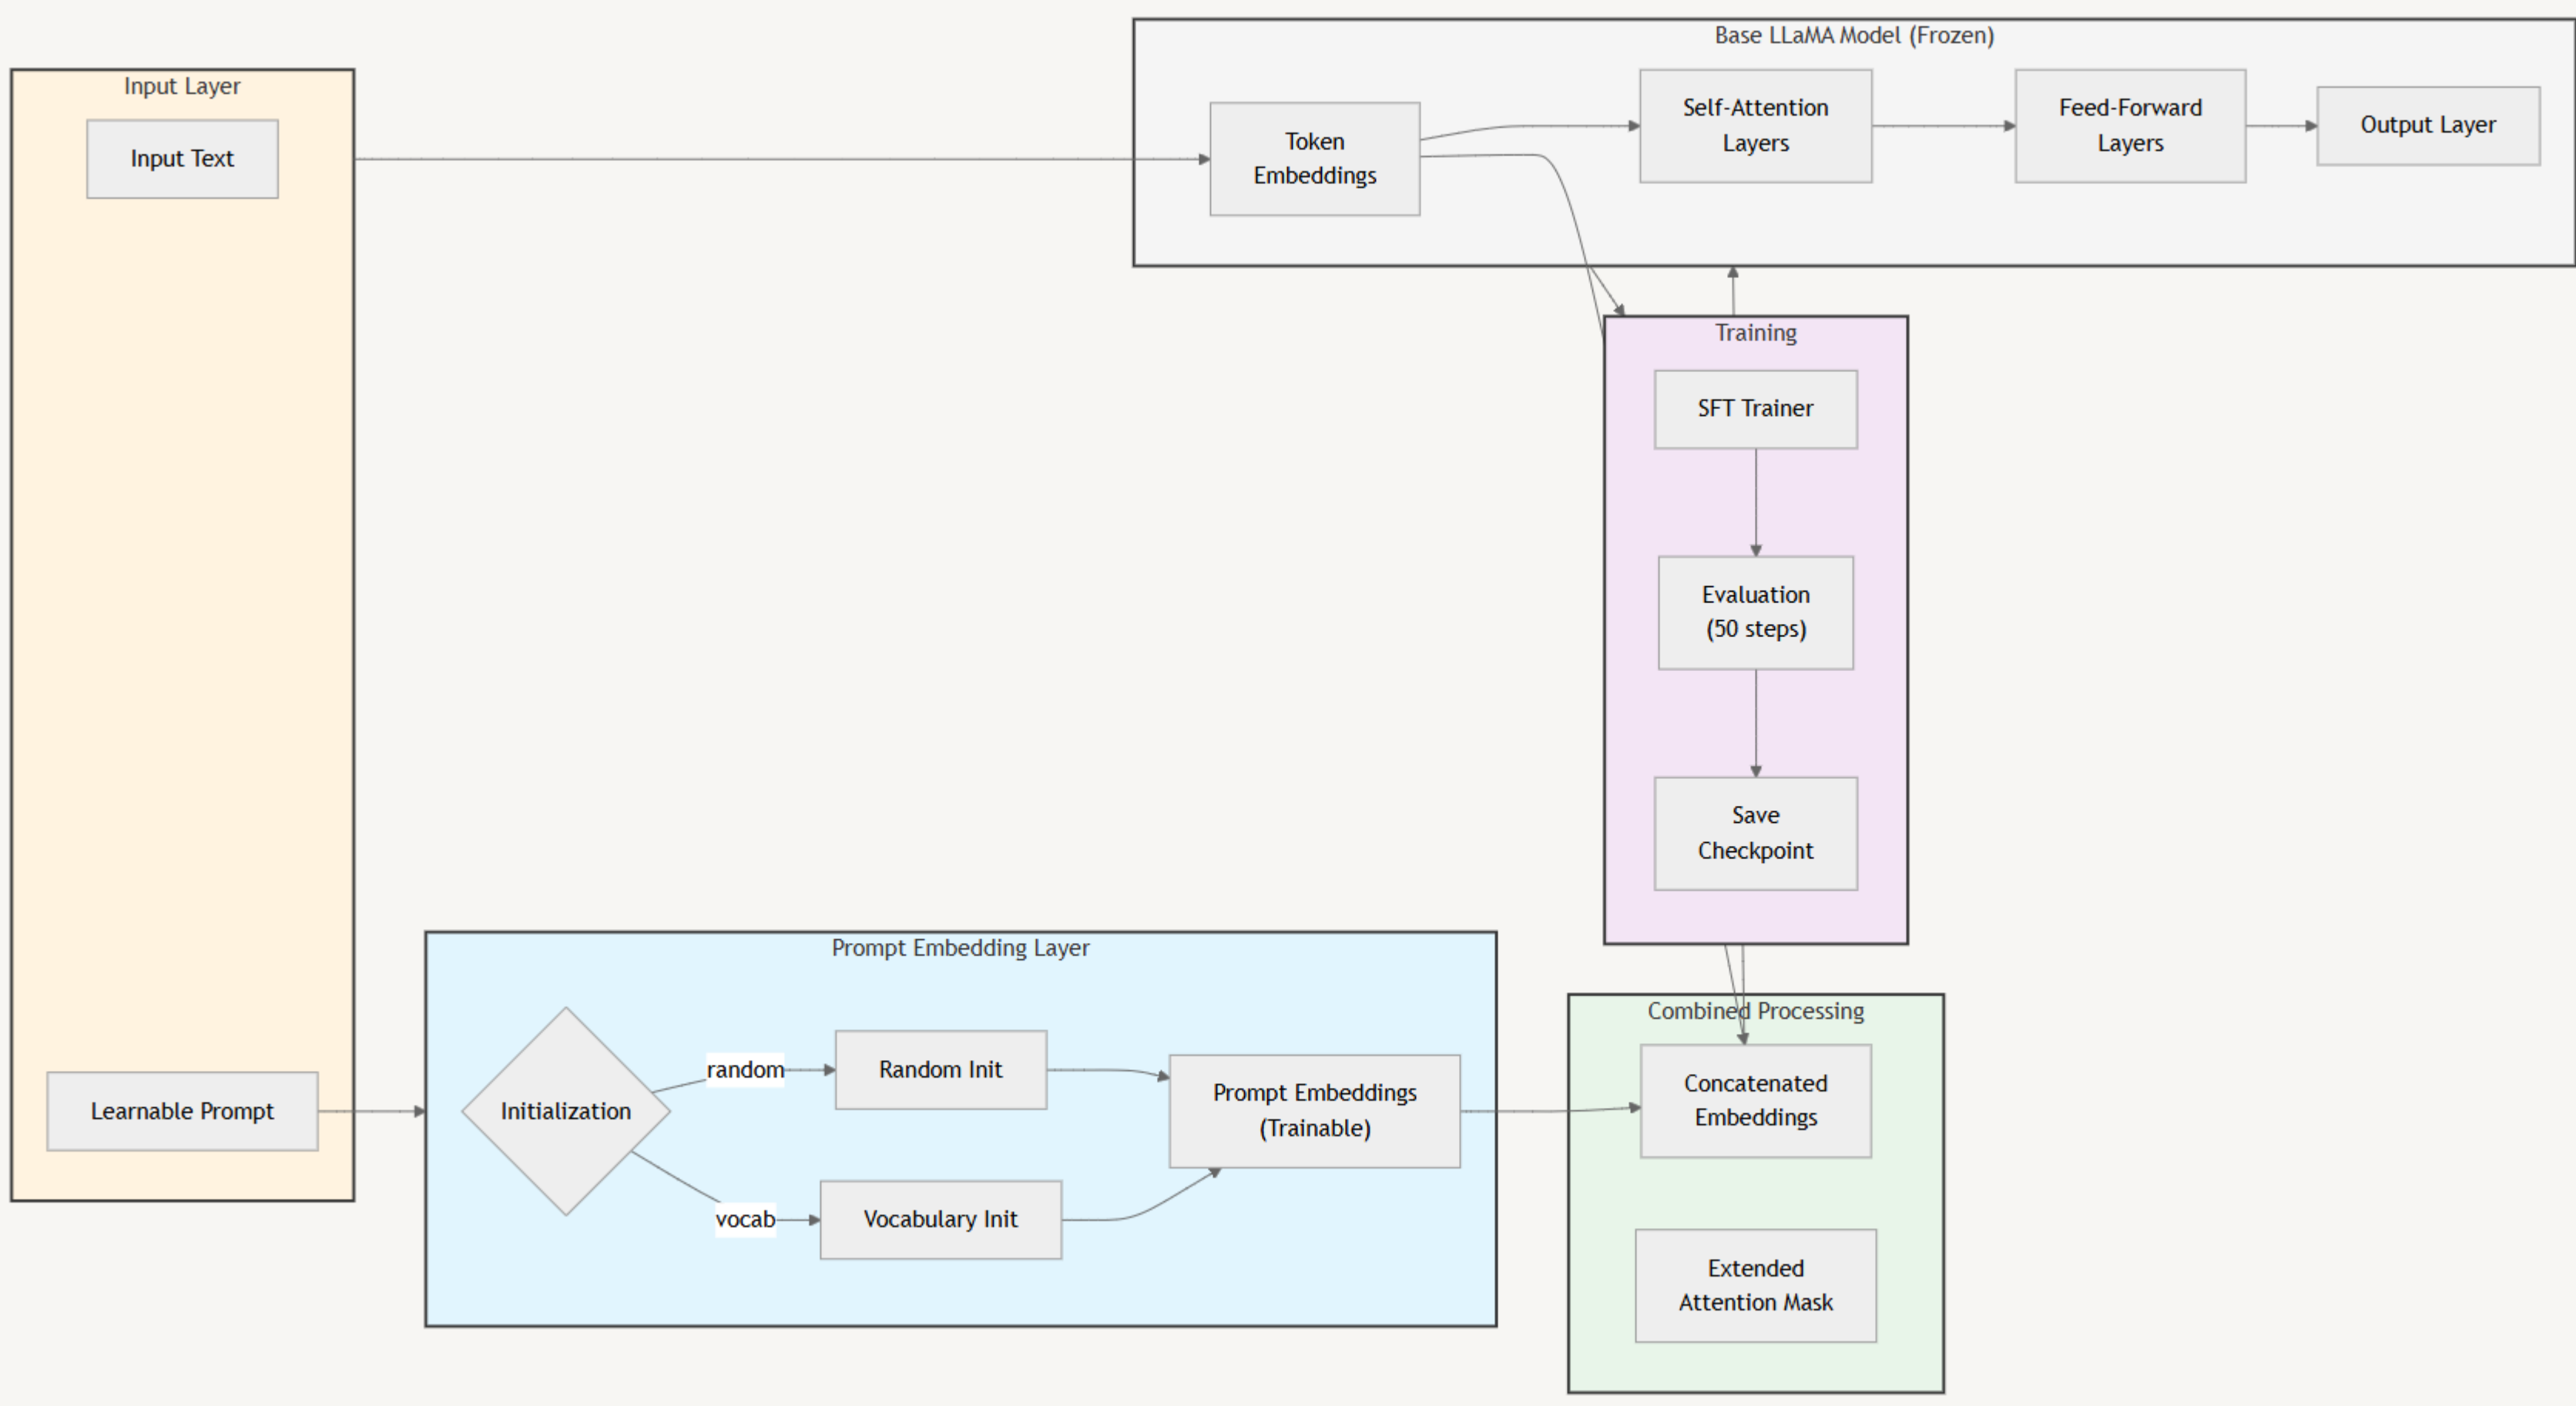 Base LLaMA Model (Frozen)
Input Layer
Input Text
Token
Embeddings
Self-Attention
Layers
Feed-Forward
Layers
Output Layer
Training
SFT Trainer
Evaluation
(50 steps)
Save
Checkpoint
Prompt Embedding Layer
Learnable Prompt
Initialization
random
Random Init
vocab
Vocabulary Init
Prompt Embeddings
(Trainable)
Combined Processing
Concatenated
Embeddings
Extended
Attention Mask